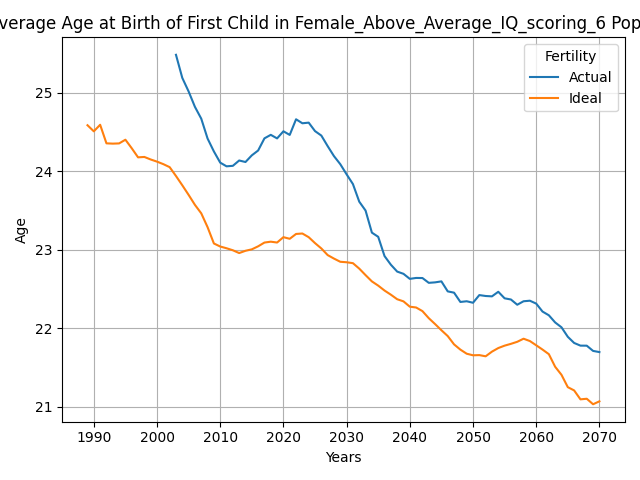 verage Age at Birth of First Child in Female_Above_Average_IQ_scoring_6 Pop
Fertility
Actual
Ideal
25
24
23
22
21
Age
1990 2000 2010 2020 2030 2040 2050 2060 2070
Years